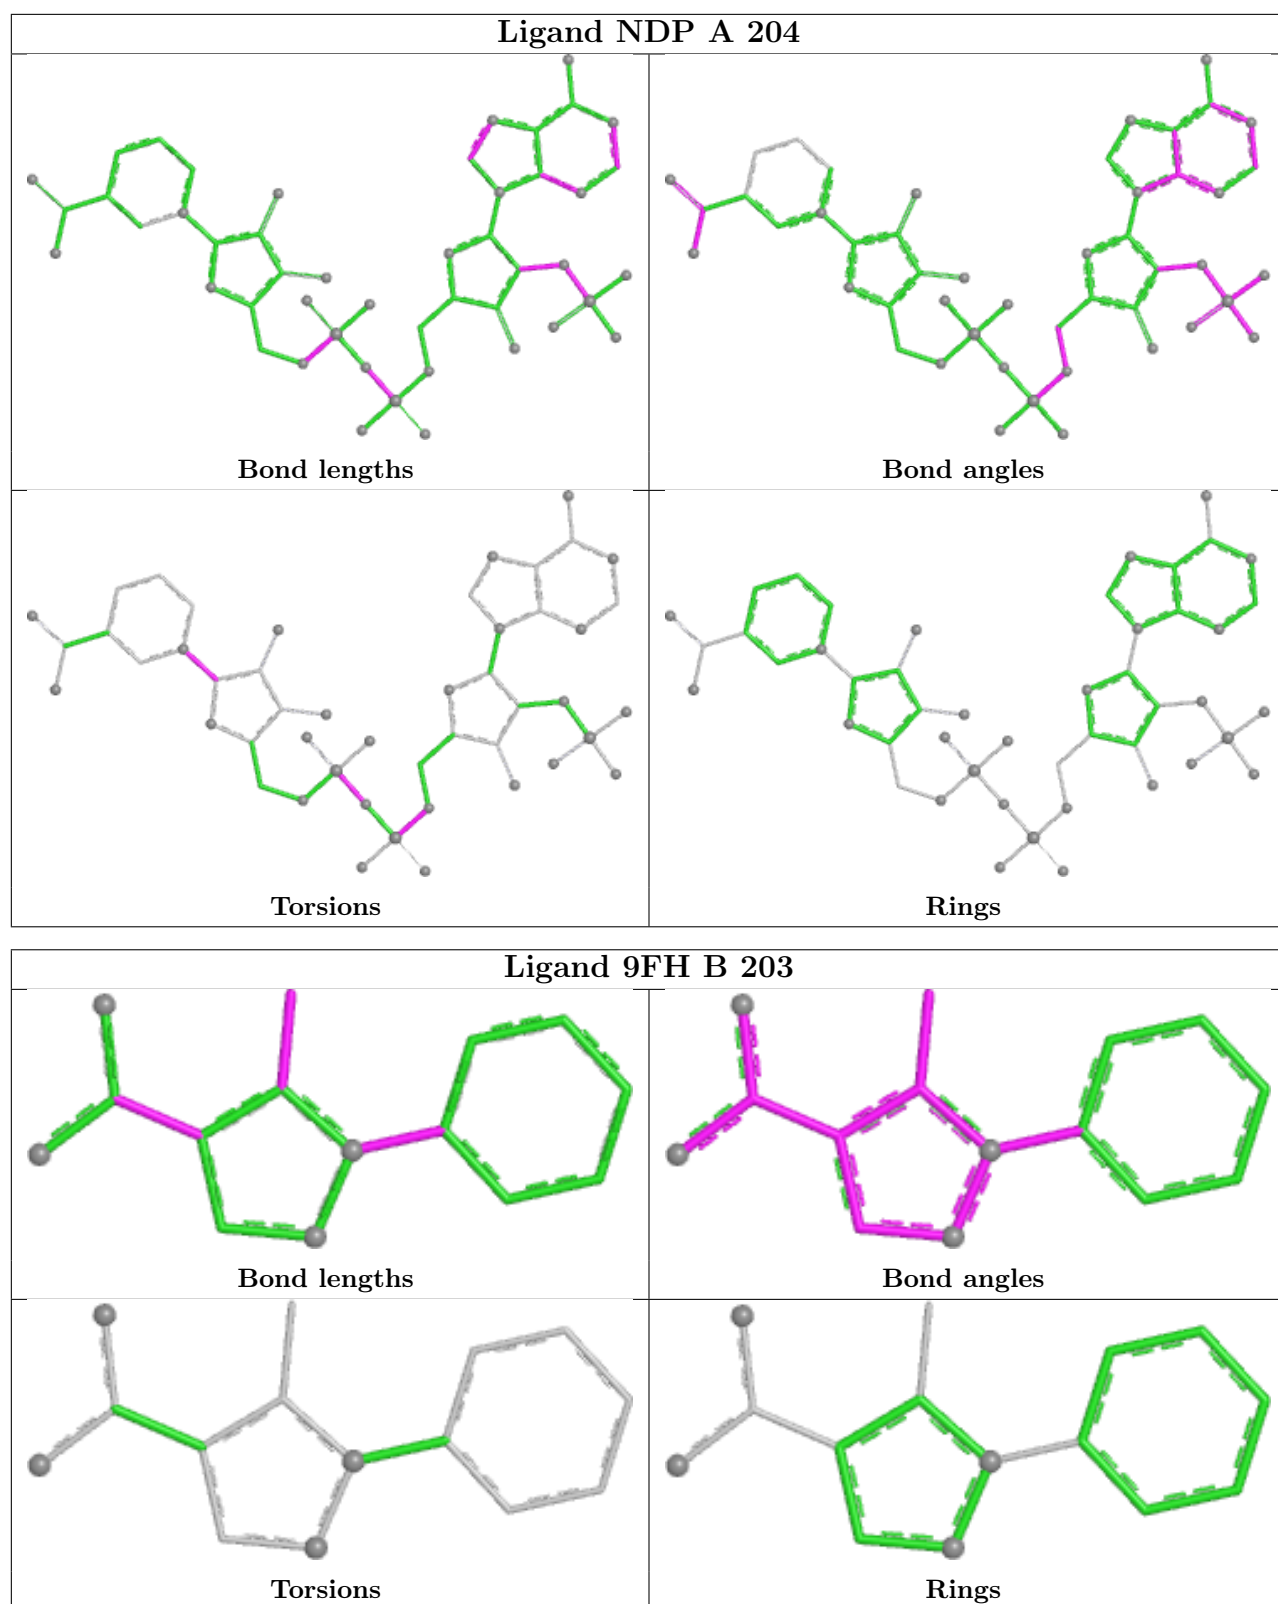 Ligand NDP A 204
Bond lengths
Bond angles
Torsions
Rings
Ligand 9FH B 203
Bond lengths
Bond angles
Torsions
Rings